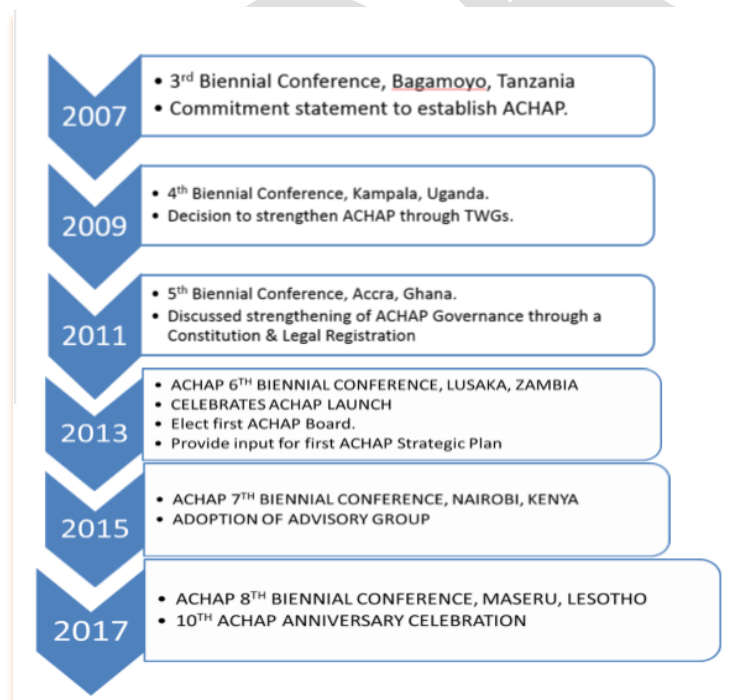 2007
• 3rd Biennial Conference, Bagamoyo, Tanzania
• Commitment statement to establish ACHAP.
2009
• 4th Biennial Conference, Kampala, Uganda.
• Decision to strengthen ACHAP through TWGs.
2011
• 5th Biennial Conference, Accra, Ghana.
• Discussed strengthening of ACHAP Governance through a
Constitution & Legal Registration
2013
• ACHAP 6TH BIENNIAL CONFERENCE, LUSAKA, ZAMBIA
• CELEBRATES ACHAP LAUNCH
• Elect first ACHAP Board.
• Provide input for first ACHAP Strategic Plan
2015
• ACHAP 7TH BIENNIAL CONFERENCE, NAIROBI, KENYA
• ADOPTION OF ADVISORY GROUP
2017
• ACHAP 8TH BIENNIAL CONFERENCE, MASERU, LESOTHO
• 10TH ACHAP ANNIVERSARY CELEBRATION